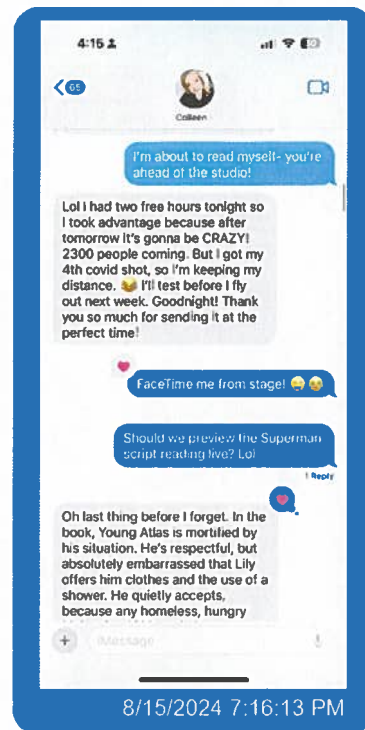 4:15
65
Colleen
I'm about to read myself- you're
ahead of the studio!
Lol I had two free hours tonight so
I took advantage because after
tomorrow it's gonna be CRAZY!
2300 people coming. But I got my
4th covid shot, so I'm keeping my
distance. 😂 I'll test before I fly
out next week. Goodnight! Thank
you so much for sending it at the
perfect time!
FaceTime me from stage!
Should we preview the Superman
script reading live? Lol
1 Reply
Oh last thing before I forget. In the
book, Young Atlas is mortified by
his situation. He's respectful, but
absolutely embarrassed that Lily
offers him clothes and the use of a
shower. He quietly accepts,
because any homeless, hungry
iMessage
8/15/2024 7:16:13 PM